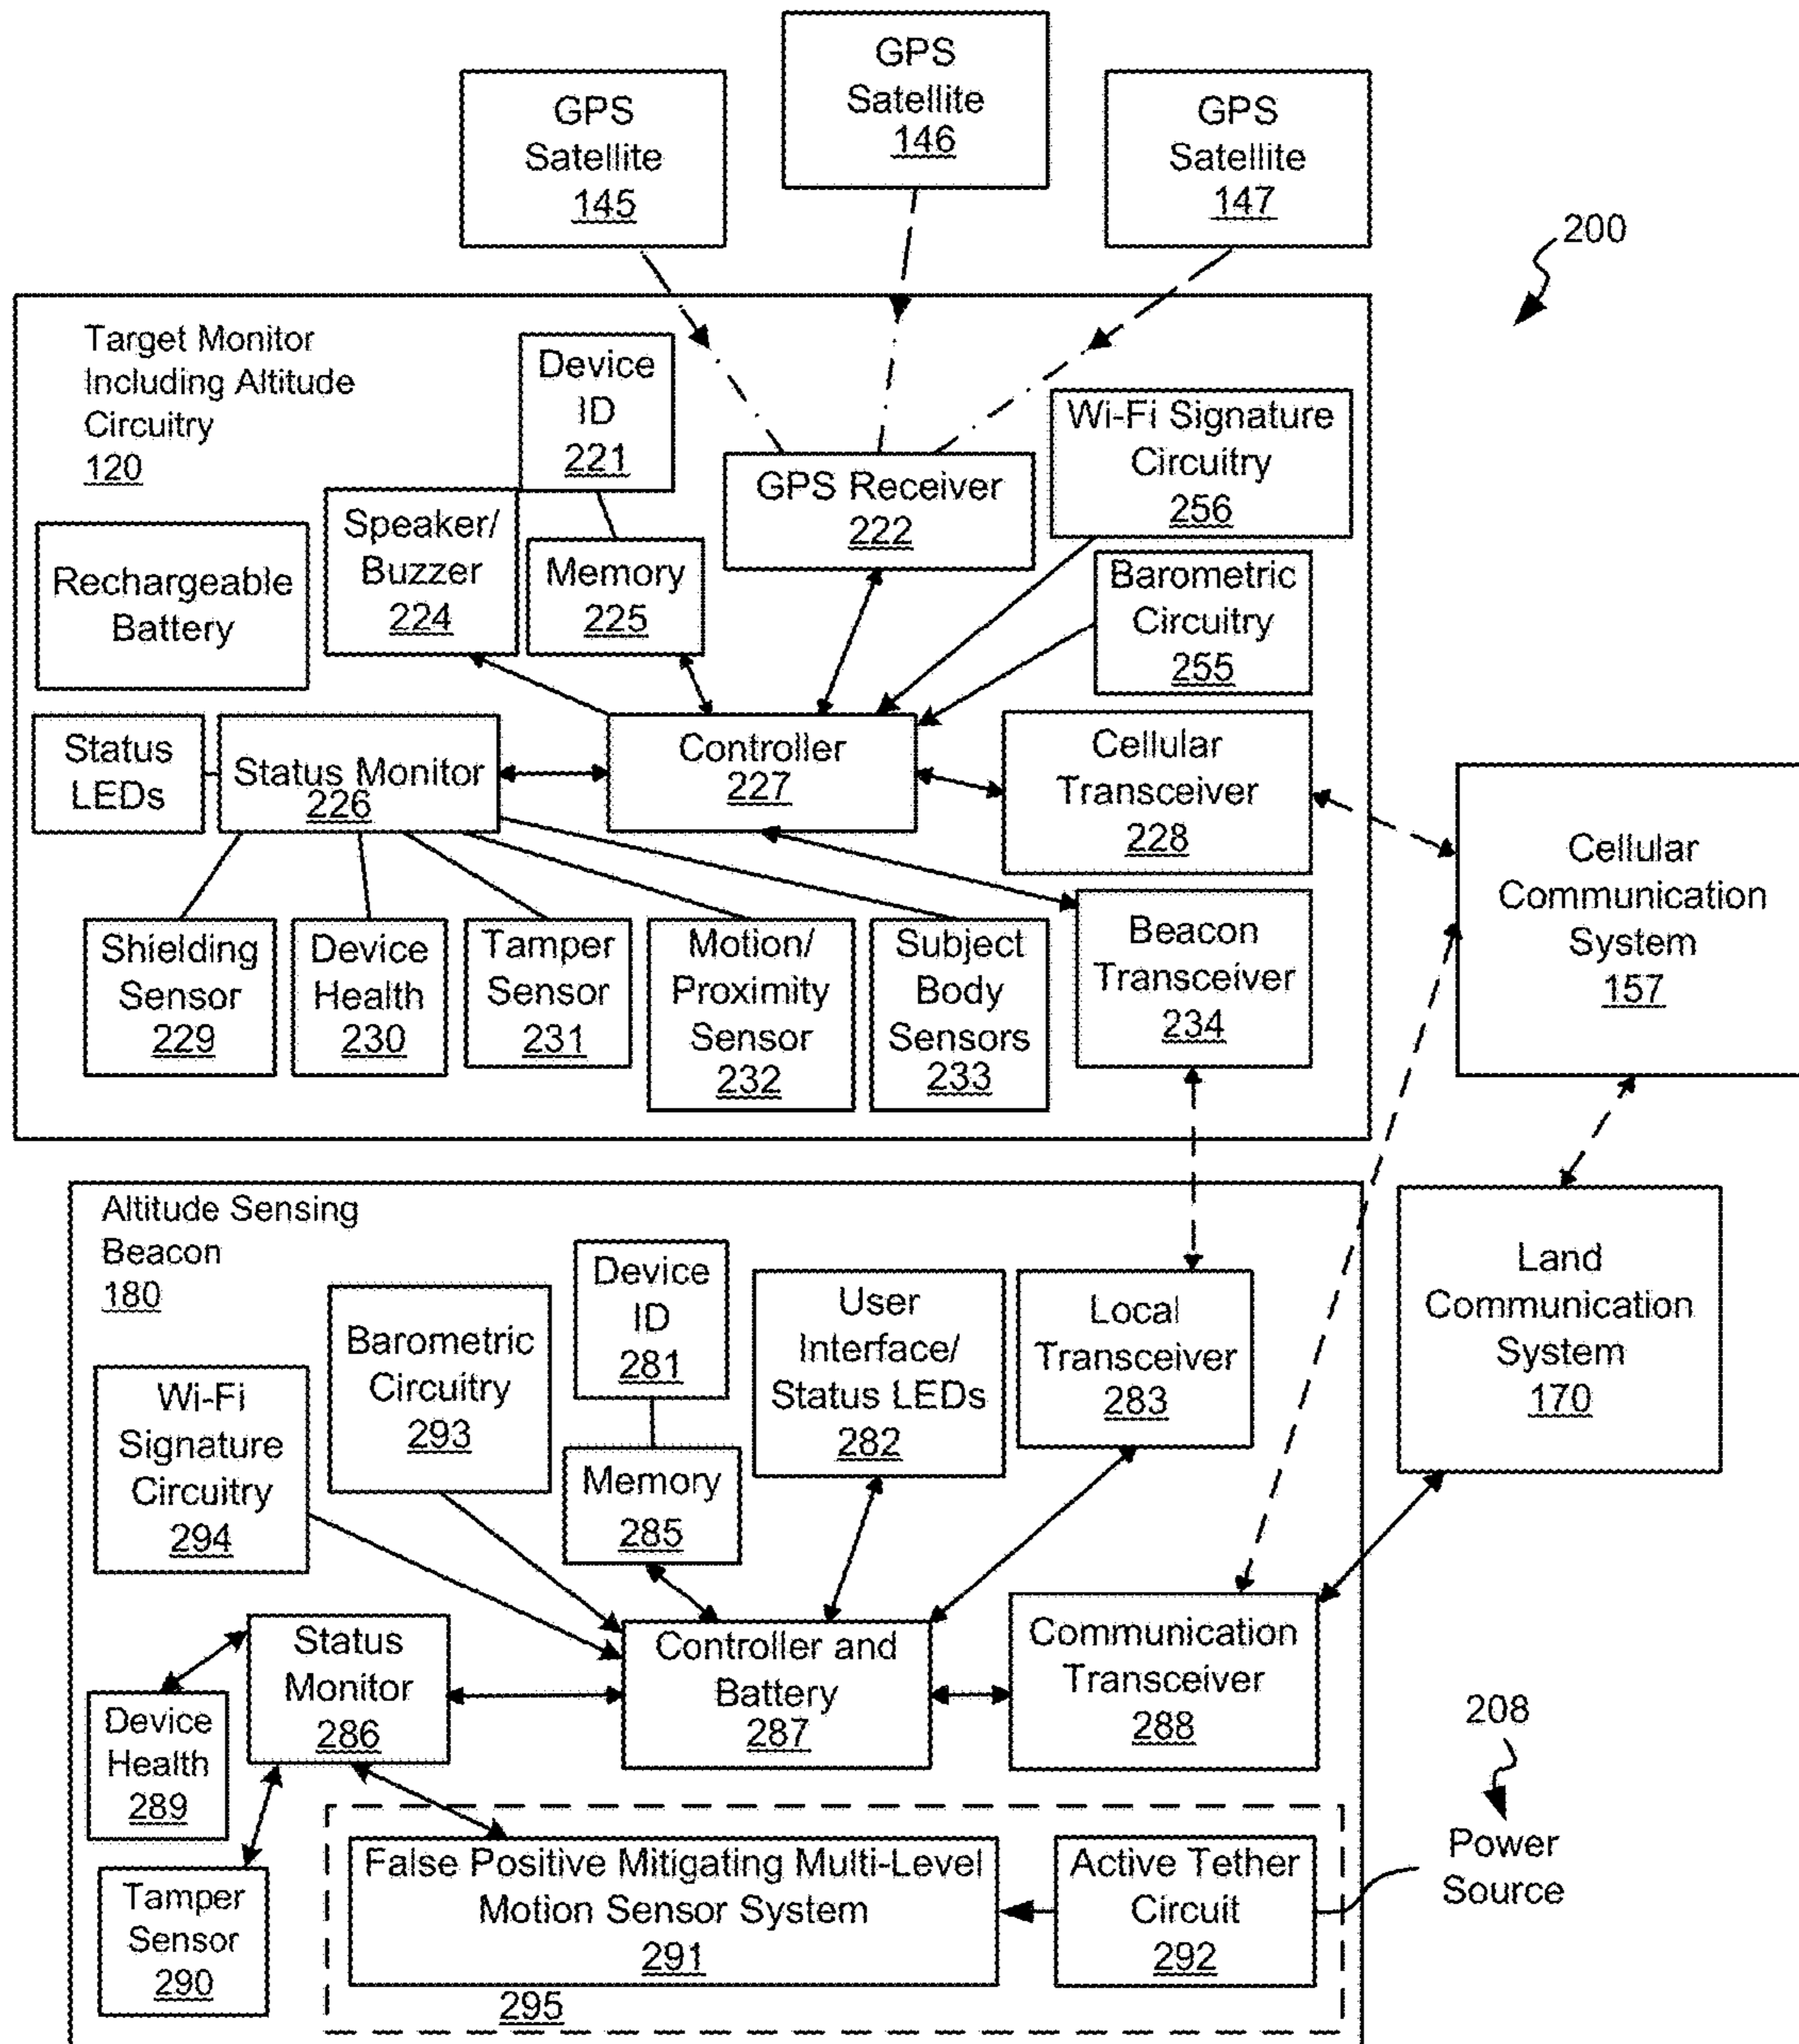 GPS
Satellite
145
GPS
Satellite
146
GPS
Satellite
147
200
Target Monitor
Including Altitude
Circuitry
120
Device
ID
221
GPS Receiver
222
Wi-Fi Signature
Circuitry
256
Rechargeable
Battery
Speaker/
Buzzer
224
Memory
225
Barometric
Circuitry
255
Status
LEDs
Status Monitor
226
Controller
227
Cellular
Transceiver
228
Cellular
Communication
System
157
Shielding
Sensor
229
Device
Health
230
Tamper
Sensor
231
Motion/
Proximity
Sensor
232
Subject
Body
Sensors
233
Beacon
Transceiver
234
Altitude Sensing
Beacon
180
Wi-Fi
Signature
Circuitry
294
Barometric
Circuitry
293
Device
ID
281
Memory
285
User
Interface/
Status LEDs
282
Local
Transceiver
283
Land
Communication
System
170
Status
Monitor
286
Controller and
Battery
287
Communication
Transceiver
288
Device
Health
289
Tamper
Sensor
290
False Positive Mitigating Multi-Level
Motion Sensor System
291
Active Tether
Circuit
292
295
208
Power
Source